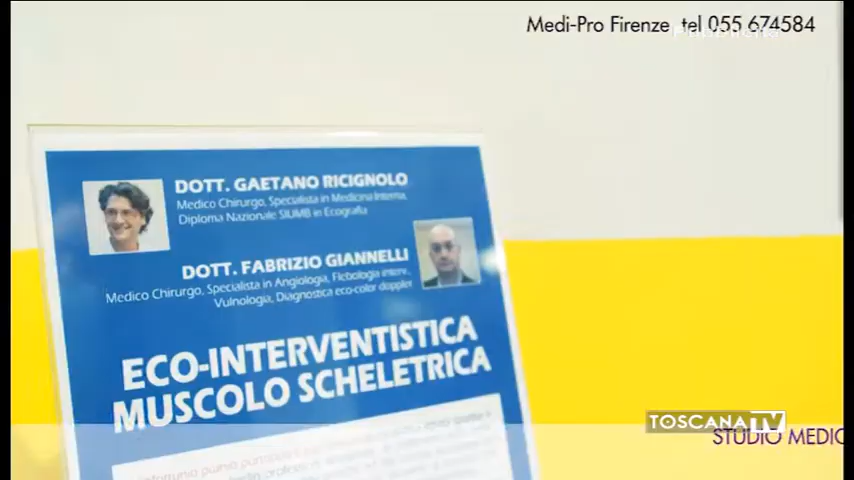 Medi-Pro Firenze tel 055 674584
Pubblicità
DOTT. GAETANO RICIGNOLO
Medico Chirurgo, Specialista in Medicina Interna,
Diploma Nazionale SIUMB in Ecografia
DOTT. FABRIZIO GIANNELLI
Medico Chirurgo, Specialista in Angiologia, Flebologia interv.,
Vulnologia, Diagnostica eco-color doppler
ECO-INTERVENTISTICA
MUSCOLO SCHELETRICA
TOSCANA TV
STUDIO MEDIC